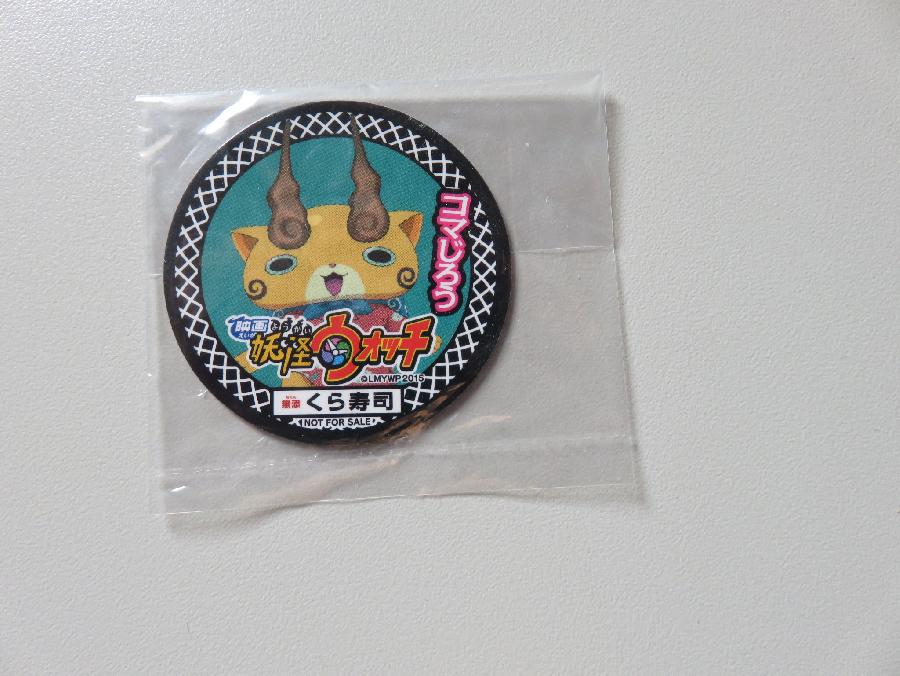 コマじろう
映画 ようかい
えいが
妖怪ウォッチ
©LMYWP2015
無添 くら寿司
NOT FOR SALE